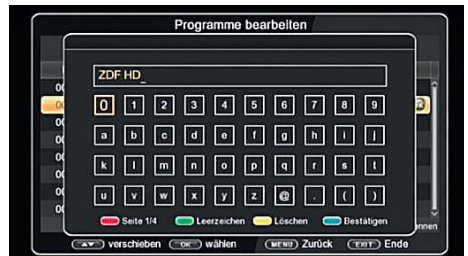 Programme bearbeiten
ZDF HD_
0 1 2 3 4 5 6 7 8 9
a b c d e f g h i j
k l m n o p q r s t
u v w x y z @ . ( )
Seite 1/4 Leerzeichen Löschen Bestätigen
ennen
▲▼ verschieben OK wählen MENU Zurück EXIT Ende